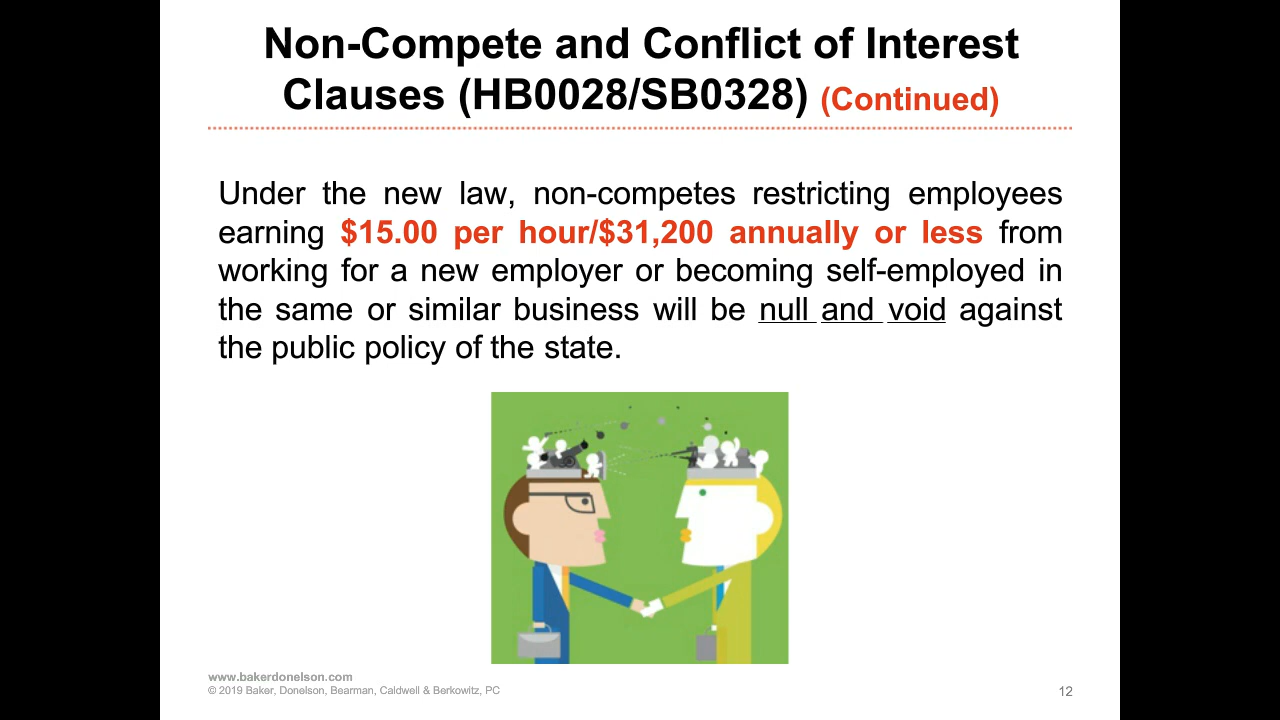 Non-Compete and Conflict of Interest
Clauses (HB0028/SB0328) (Continued)
Under the new law, non-competes restricting employees
earning $15.00 per hour/$31,200 annually or less from
working for a new employer or becoming self-employed in
the same or similar business will be null and void against
the public policy of the state.
www.bakerdonelson.com
© 2019 Baker, Donelson, Bearman, Caldwell & Berkowitz, PC
12